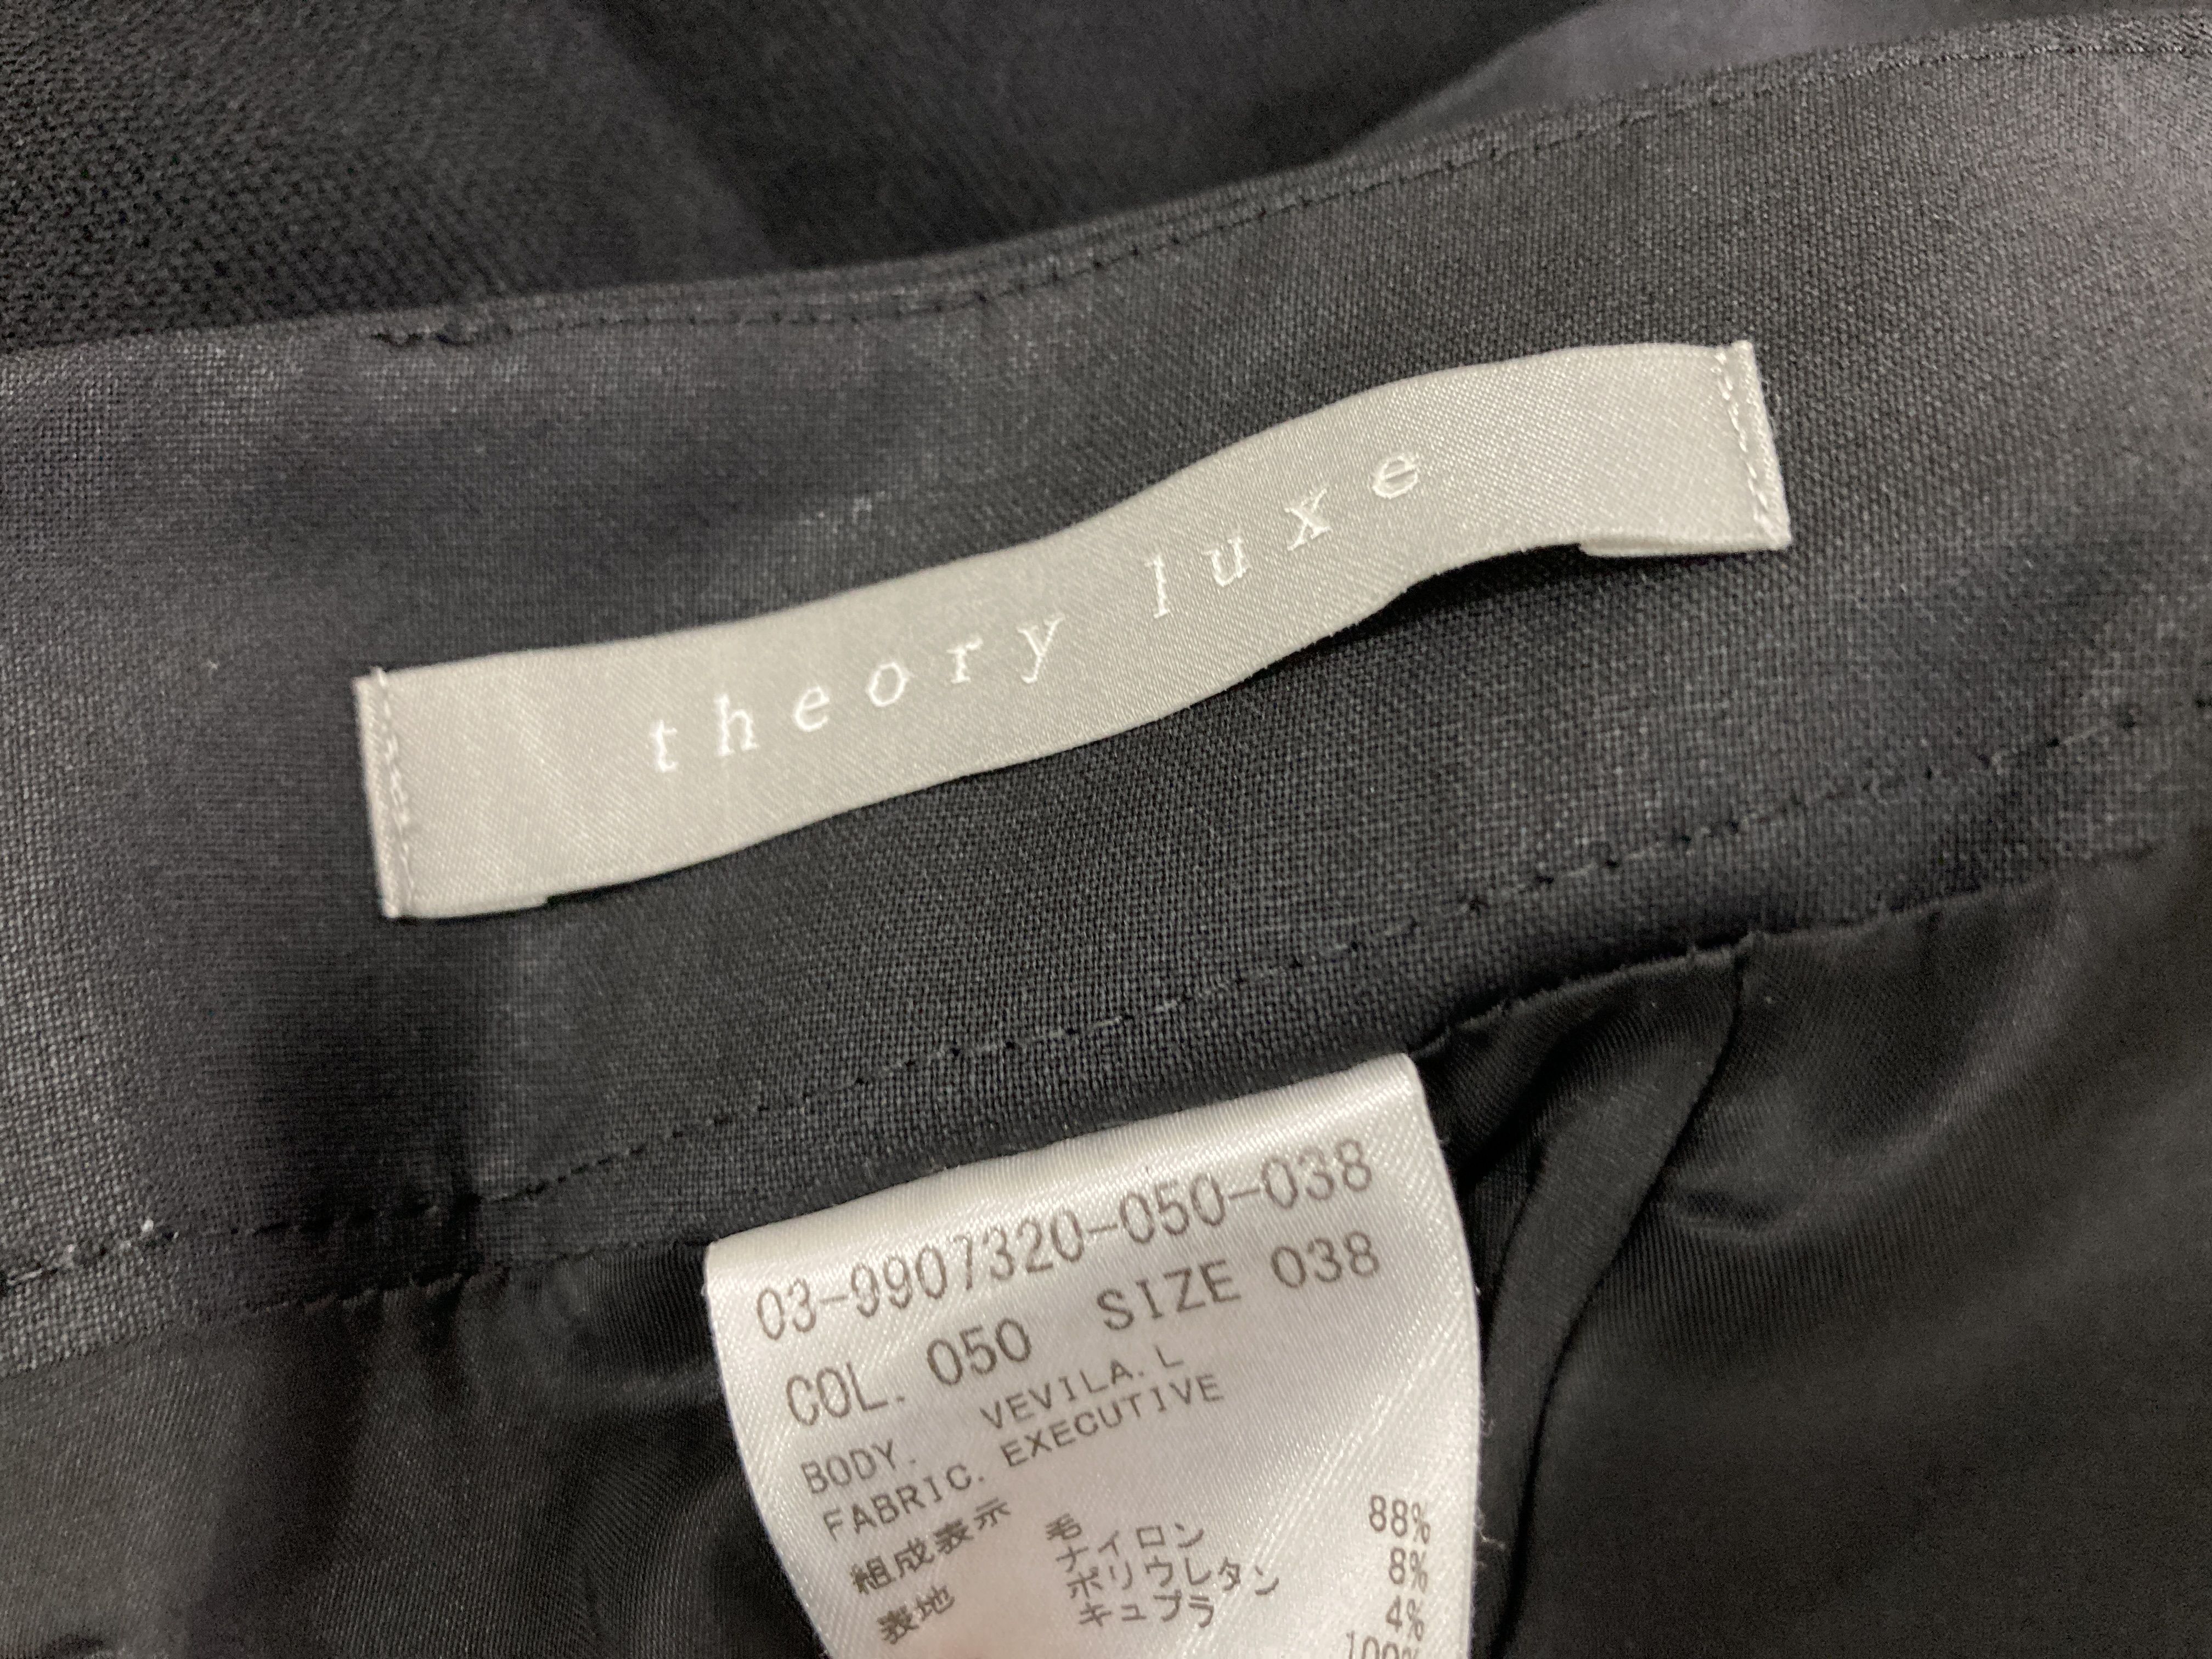 theory luxe
03-9907320-050-038
COL. 050 SIZE 038
BODY. VEVILA. L
FABRIC. EXECUTIVE
組成表示
表地 毛 88%
ナイロン 8%
ポリウレタン 4%
キュプラ 100%